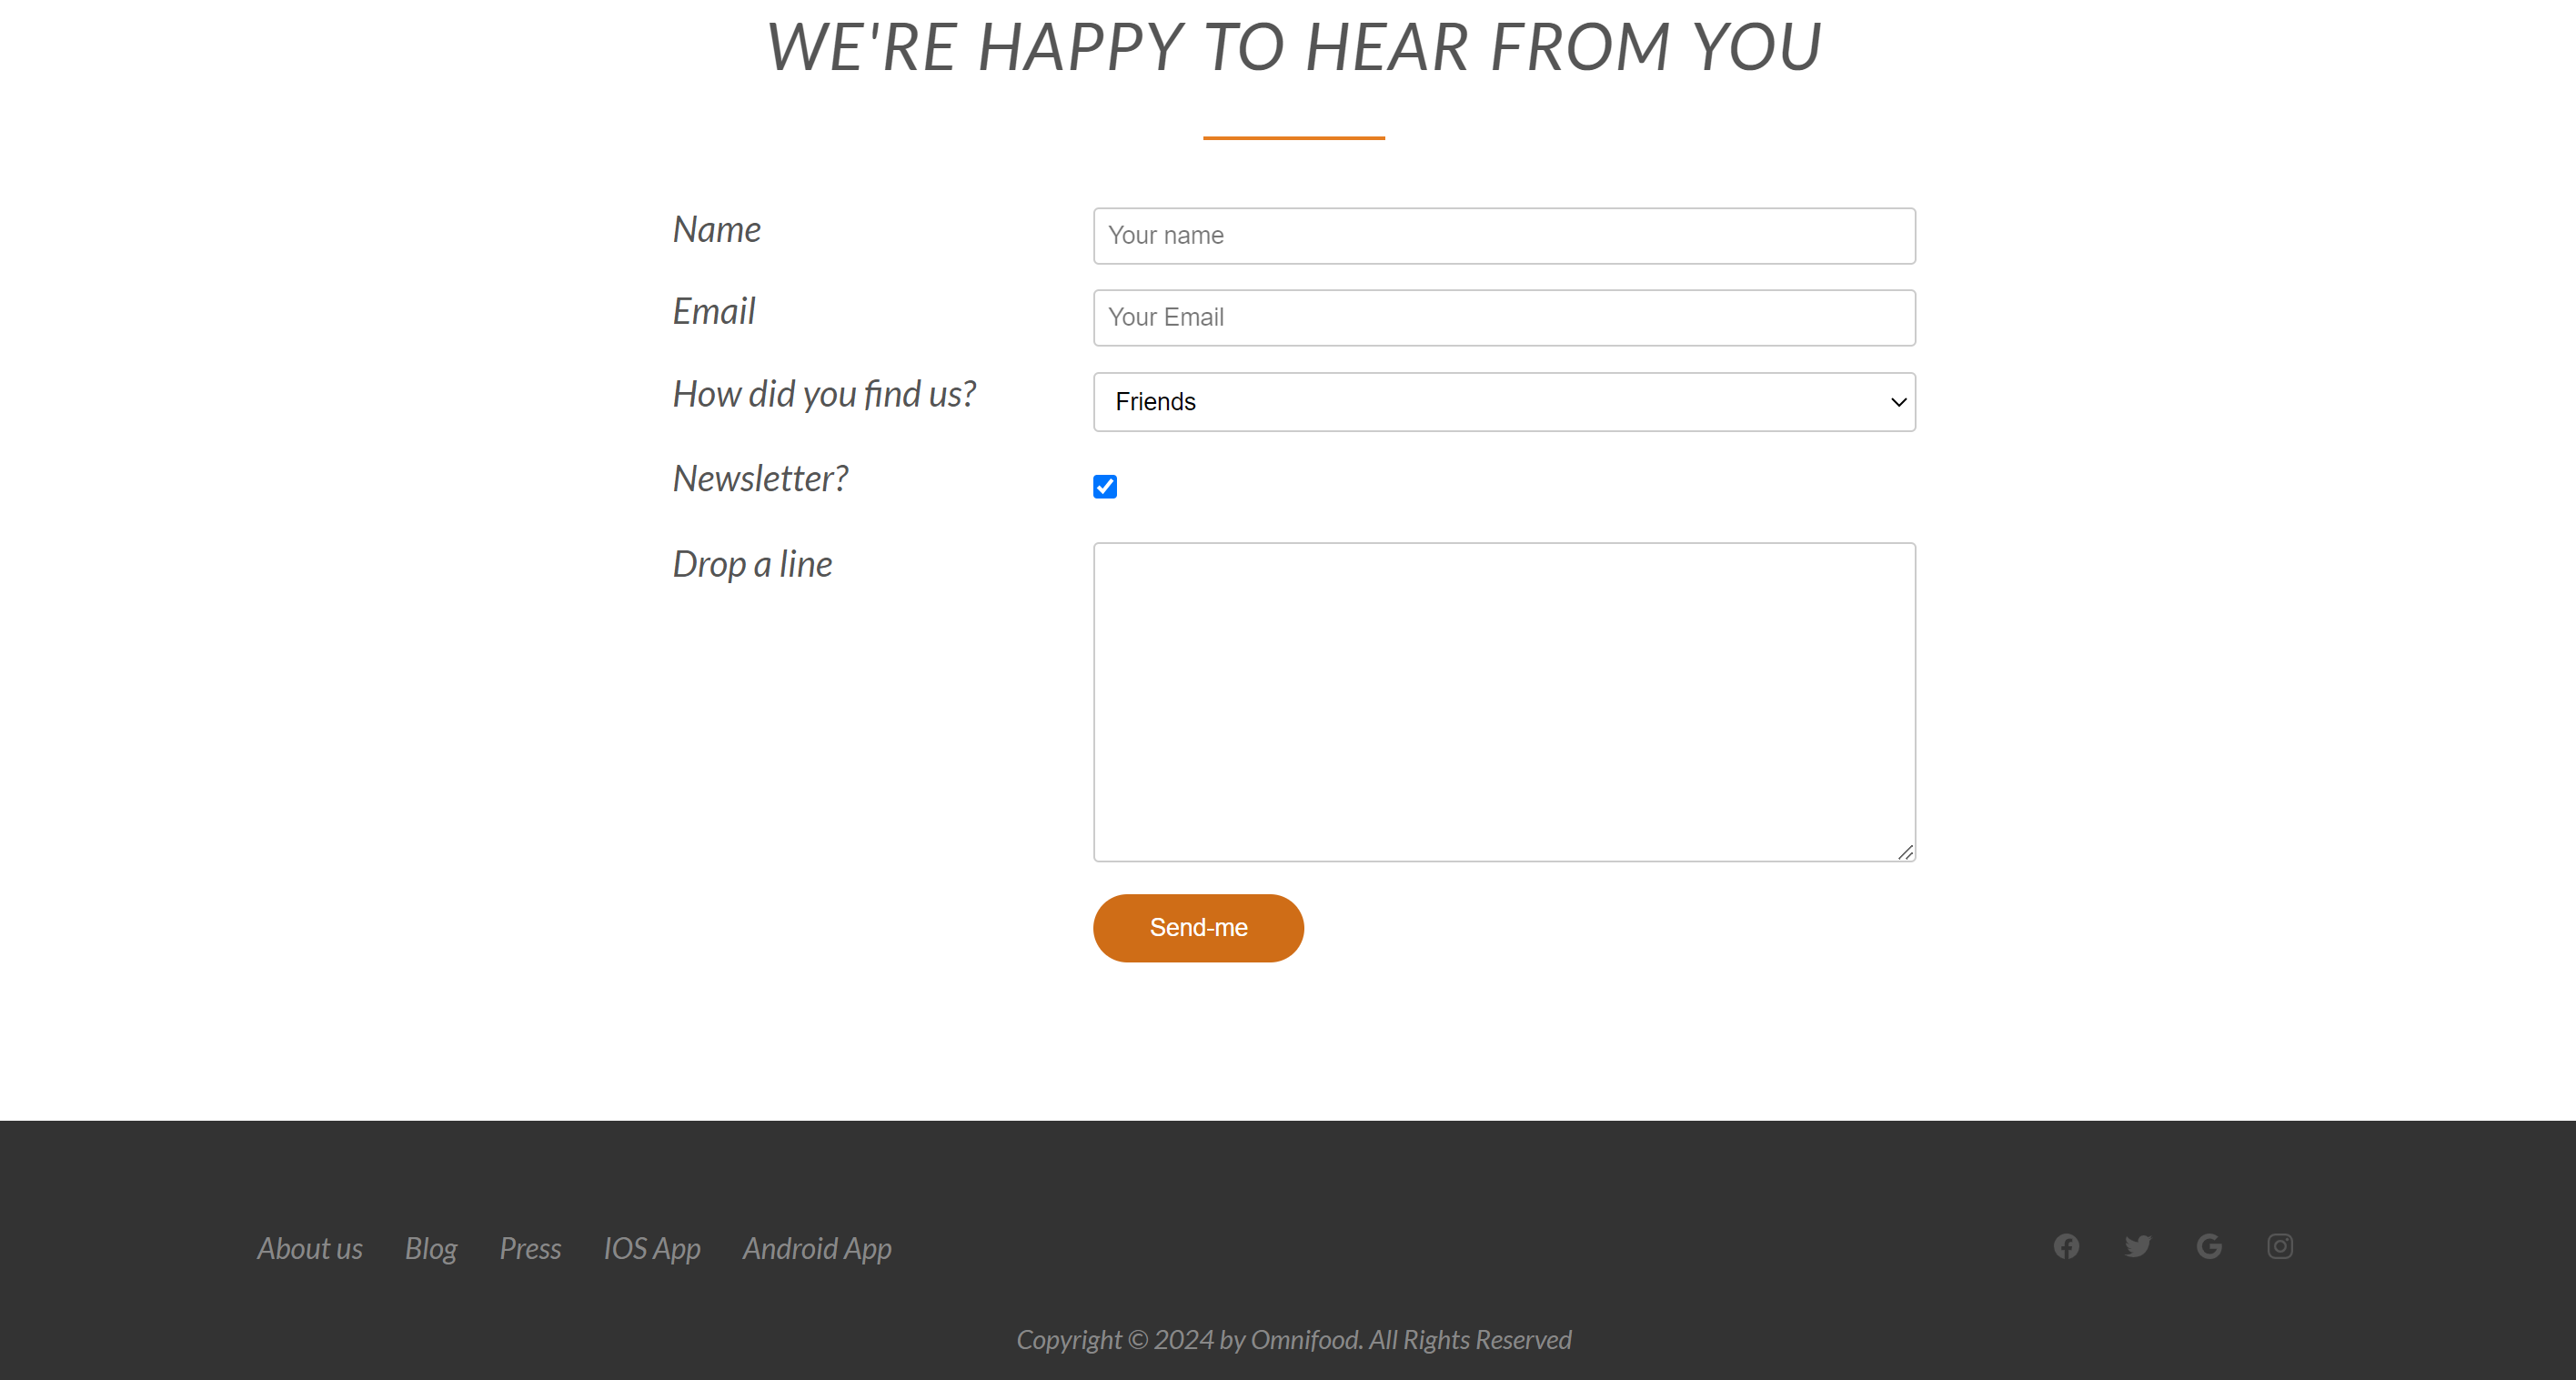 WE'RE HAPPY TO HEAR FROM YOU
Name
Your name
Email
Your Email
How did you find us?
Friends
Newsletter?
Drop a line
Send-me
About us Blog Press IOS App Android App
Copyright © 2024 by Omnifood. All Rights Reserved